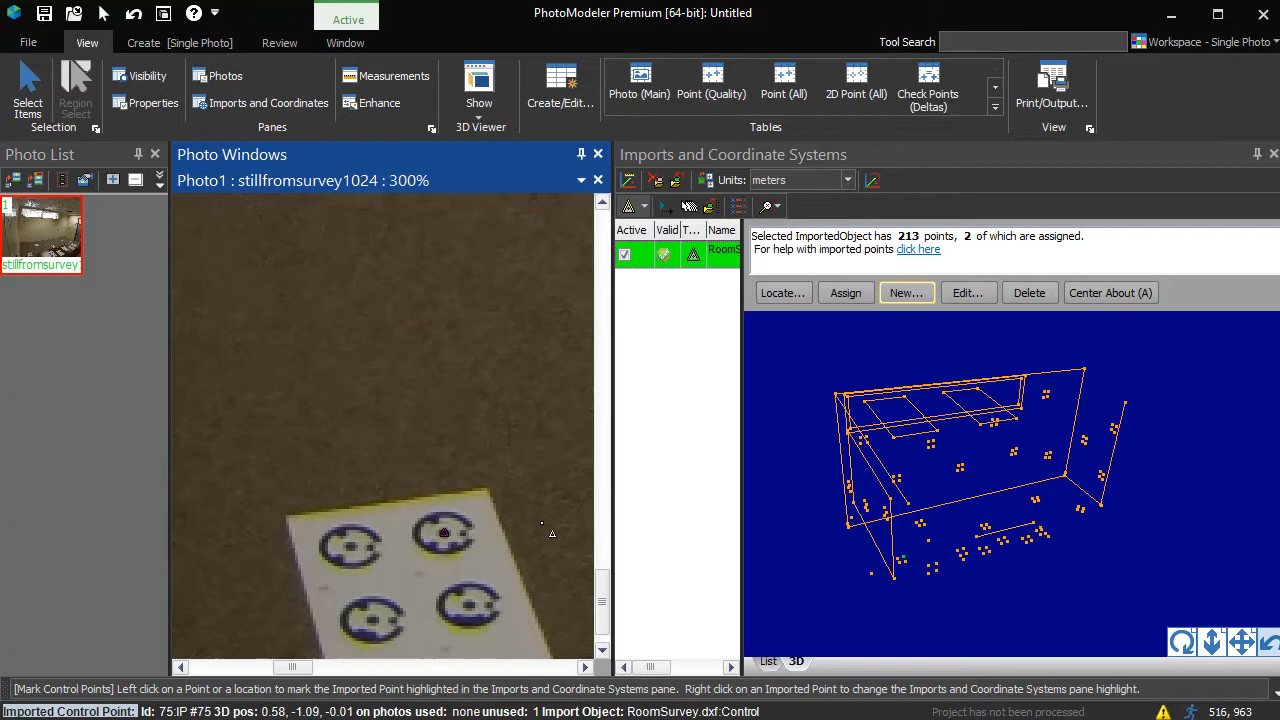 PhotoModeler Premium [64-bit]: Untitled
Active
File
View
Create [Single Photo]
Review
Window
Tool Search
Workspace - Single Photo
Select Items
Region Select
Selection
Visibility
Properties
Photos
Imports and Coordinates
Panes
Measurements
Enhance
Show
3D Viewer
Create/Edit...
Photo (Main)
Point (Quality)
Point (All)
2D Point (All)
Check Points (Deltas)
Tables
Print/Output...
View
Photo List
Photo Windows
Imports and Coordinate Systems
Photo1 : stillfromsurvey1024 : 300%
Units: meters
1
stillfromsurvey1
Active Valid T... Name
RoomS
Selected ImportedObject has 213 points, 2 of which are assigned.
For help with imported points click here
Locate... Assign New... Edit... Delete Center About (A)
List 3D
[Mark Control Points] Left click on a Point or a location to mark the Imported Point highlighted in the Imports and Coordinate Systems pane. Right click on an Imported Point to change the Imports and Coordinate Systems pane highlight.
Imported Control Point: Id: 75:IP #75 3D pos: 0.58, -1.09, -0.01 on photos used: none unused: 1 Import Object: RoomSurvey.dxf:Control
Project has not been processed
516, 963